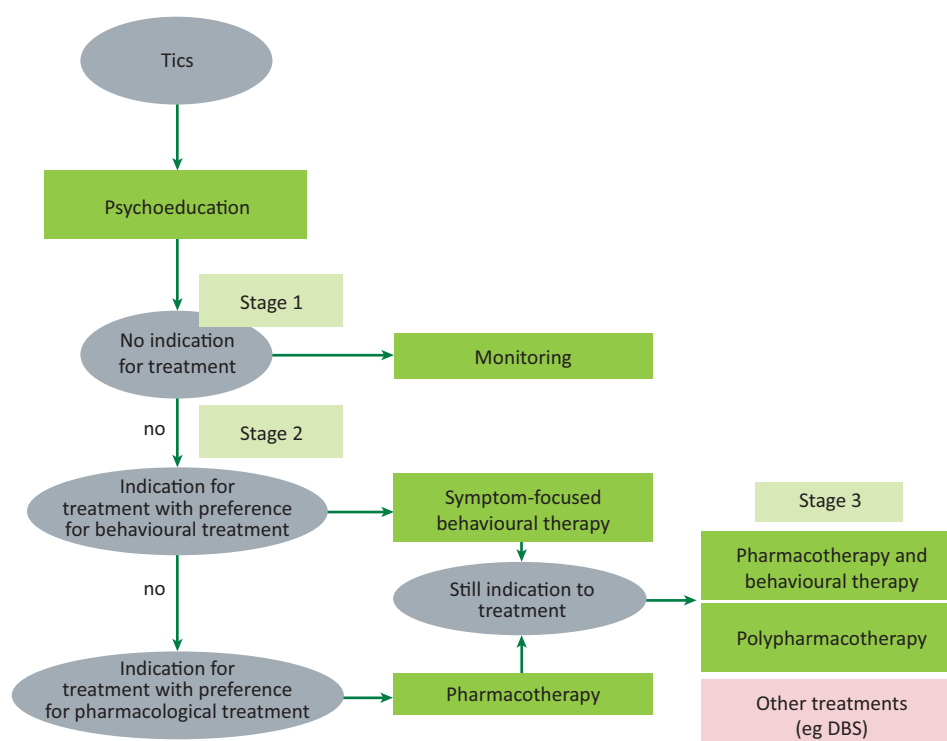 Tics
Psychoeducation
Stage 1
No indication
for treatment
Monitoring
no
Stage 2
Indication for
treatment with preference
for behavioural treatment
Symptom-focused
behavioural therapy
Stage 3
Pharmacotherapy and
behavioural therapy
no
Still indication to
treatment
Polypharmacotherapy
Indication for
treatment with preference
for pharmacological treatment
Pharmacotherapy
Other treatments
(eg DBS)